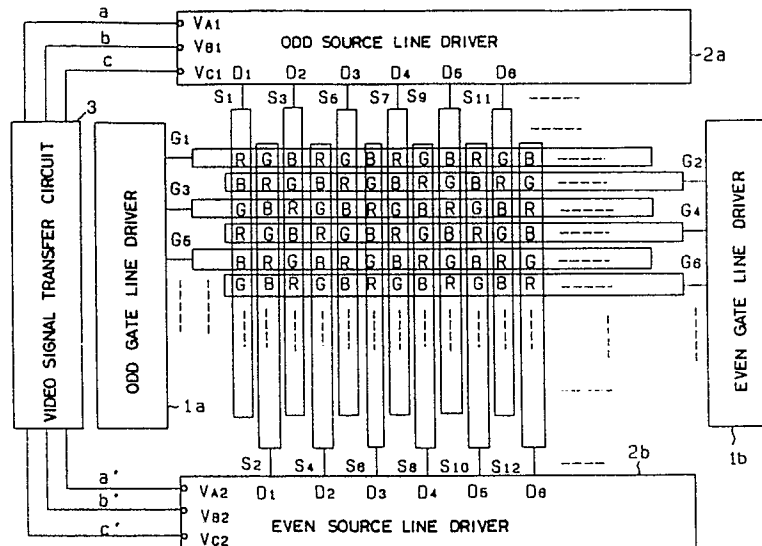 a
b
c
VA1
VB1
VC1
ODD SOURCE LINE DRIVER
2a
D1 D2 D3 D4 D5 D6
S1 S3 S5 S7 S9 S11
3
VIDEO SIGNAL TRANSFER CIRCUIT
ODD GATE LINE DRIVER
1a
G1
G3
G5
R G B R G B R G B R G B
B R G B R G B R G B R G
G B R G B R G B R G B R
R G B R G B R G B R G B
B R G B R G B R G B R G
G B R G B R G B R G B R
G2
G4
G6
EVEN GATE LINE DRIVER
1b
S2 S4 S6 S8 S10 S12
2b
a'
b'
c'
VA2
VB2
VC2
D1 D2 D3 D4 D5 D6
EVEN SOURCE LINE DRIVER